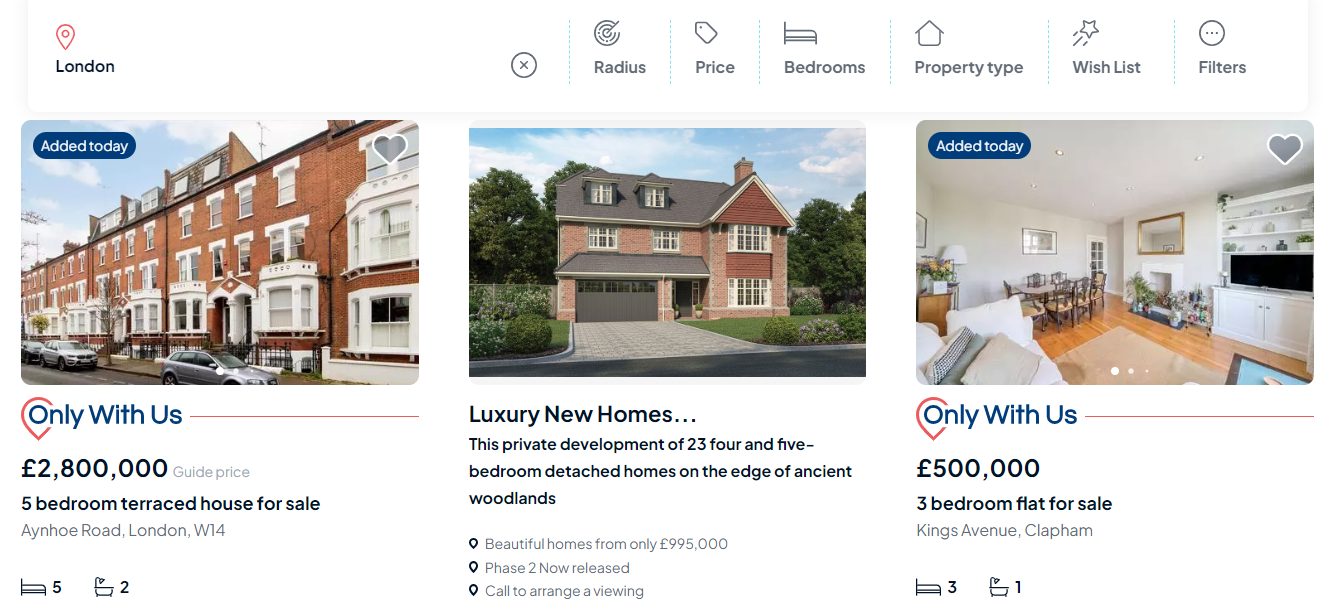 London
Radius
Price
Bedrooms
Property type
Wish List
Filters
Added today
Only With Us
£2,800,000 Guide price
5 bedroom terraced house for sale
Aynhoe Road, London, W14
5 2
Luxury New Homes...
This private development of 23 four and five-
bedroom detached homes on the edge of ancient
woodlands
Beautiful homes from only £995,000
Phase 2 Now released
Call to arrange a viewing
Added today
Only With Us
£500,000
3 bedroom flat for sale
Kings Avenue, Clapham
3 1